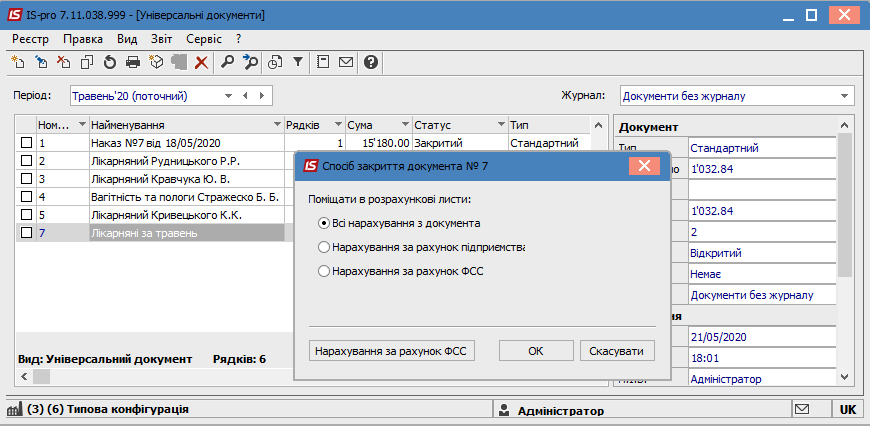 IS-pro 7.11.038.999 - [Універсальні документи]
Реєстр Правка Вид Звіт Сервіс ?
Період: Травень'20 (поточний) Журнал: Документи без журналу
Ном... Найменування Рядків Сума Статус Тип
1 Наказ №7 від 18/05/2020 1 15'180.00 Закритий Стандартний
2 Лікарняний Рудницького Р.Р.
3 Лікарняний Кравчука Ю. В.
4 Вагітність та пологи Стражеско Б. Б.
5 Лікарняний Кривецького К.К.
7 Лікарняні за травень
Вид: Універсальний документ Рядків: 6
IS Спосіб закриття документа № 7
Поміщати в розрахункові листи:
Всі нарахування з документа
Нарахування за рахунок підприємства
Нарахування за рахунок ФСС
Нарахування за рахунок ФСС ОК Скасувати
Документ
Тип Стандартний
1'032.84
1'032.84
2
Відкритий
Немає
Документи без журналу
21/05/2020
18:01
Адміністратор
(3) (6) Типова конфігурація Адміністратор UK